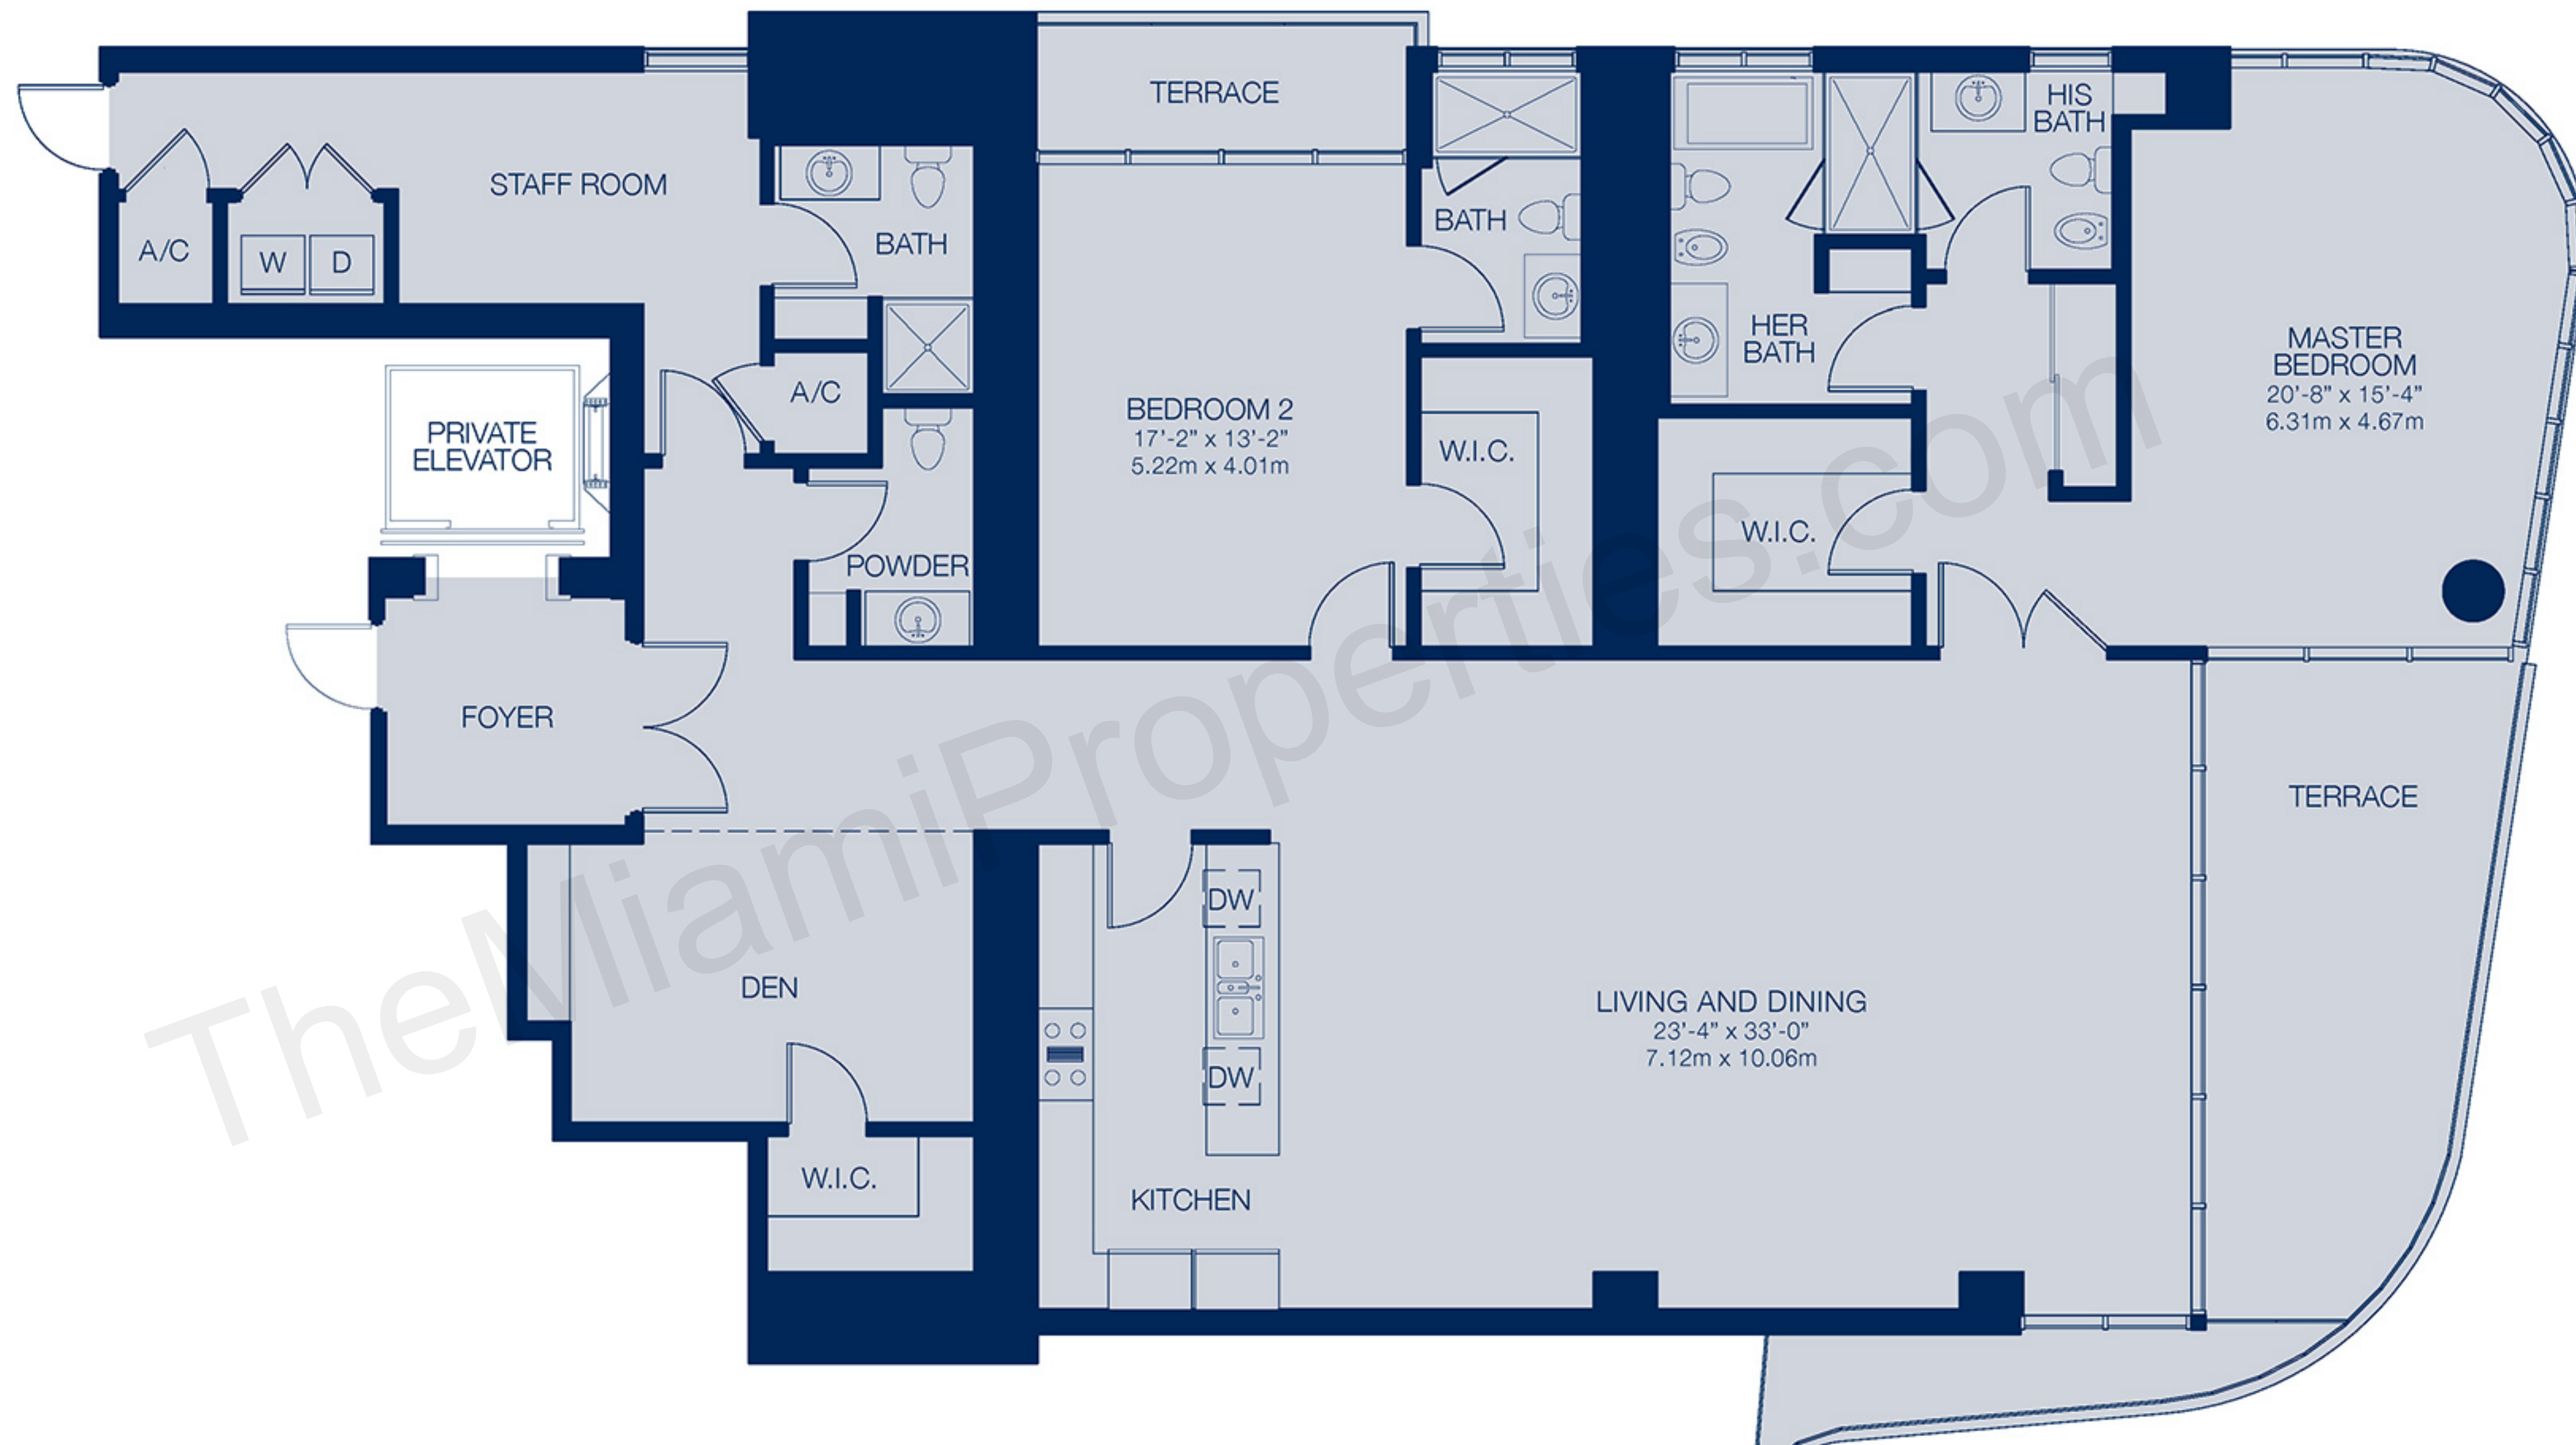 TERRACE
HIS
BATH
STAFF ROOM
BATH
BATH
A/C
W
D
HER
BATH
MASTER
BEDROOM
20'-8" x 15'-4"
6.31m x 4.67m
A/C
BEDROOM 2
17'-2" x 13'-2"
5.22m x 4.01m
PRIVATE
ELEVATOR
W.I.C.
W.I.C.
POWDER
FOYER
TERRACE
DW
DEN
LIVING AND DINING
23'-4" x 33'-0"
7.12m x 10.06m
DW
W.I.C.
KITCHEN
TheMiamiProperties.com